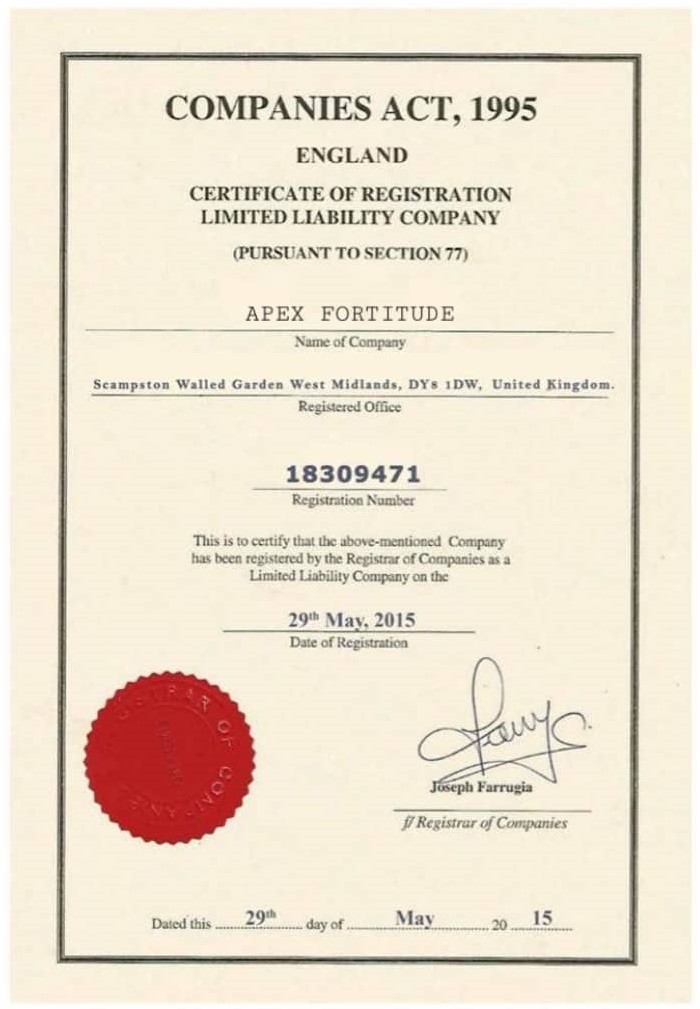 COMPANIES ACT, 1995
ENGLAND
CERTIFICATE OF REGISTRATION
LIMITED LIABILITY COMPANY
(PURSUANT TO SECTION 77)
APEX FORTITUDE
Name of Company
Scampston Walled Garden West Midlands, DY8 1DW, United Kingdom.
Registered Office
18309471
Registration Number
This is to certify that the above-mentioned Company
has been registered by the Registrar of Companies as a
Limited Liability Company on the
29th May, 2015
Date of Registration
OF COMPANIES
Joseph Farrugia
f/ Registrar of Companies
Dated this 29th day of May 20 15